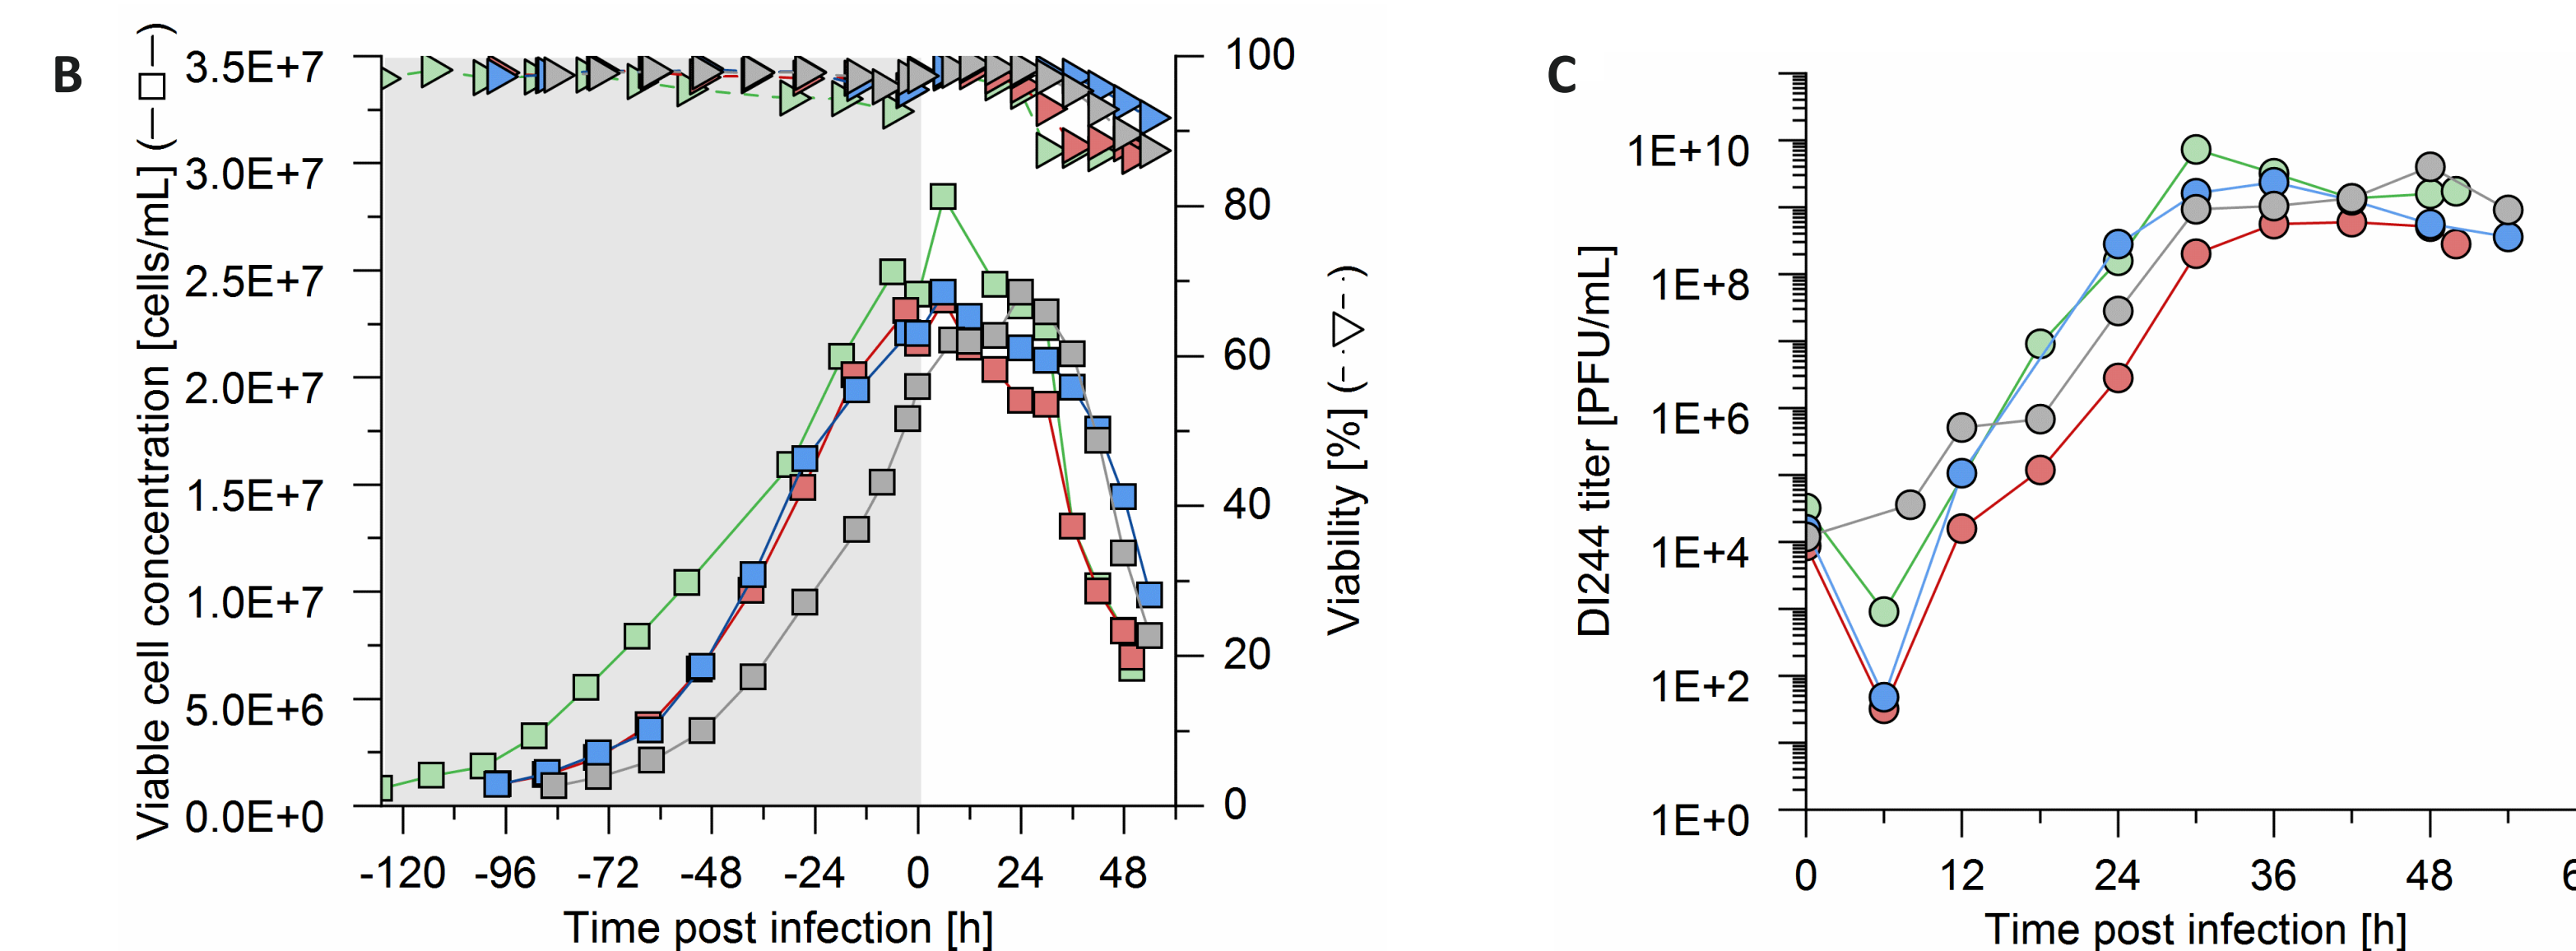 B
Viable cell concentration [cells/mL] (—□—)
3.5E+7
3.0E+7
2.5E+7
2.0E+7
1.5E+7
1.0E+7
5.0E+6
0.0E+0
100
80
60
40
20
0
Viability [%] (- ·▽- ·)
-120 -96 -72 -48 -24 0 24 48
Time post infection [h]
C
DI244 titer [PFU/mL]
1E+10
1E+8
1E+6
1E+4
1E+2
1E+0
0 12 24 36 48 6
Time post infection [h]